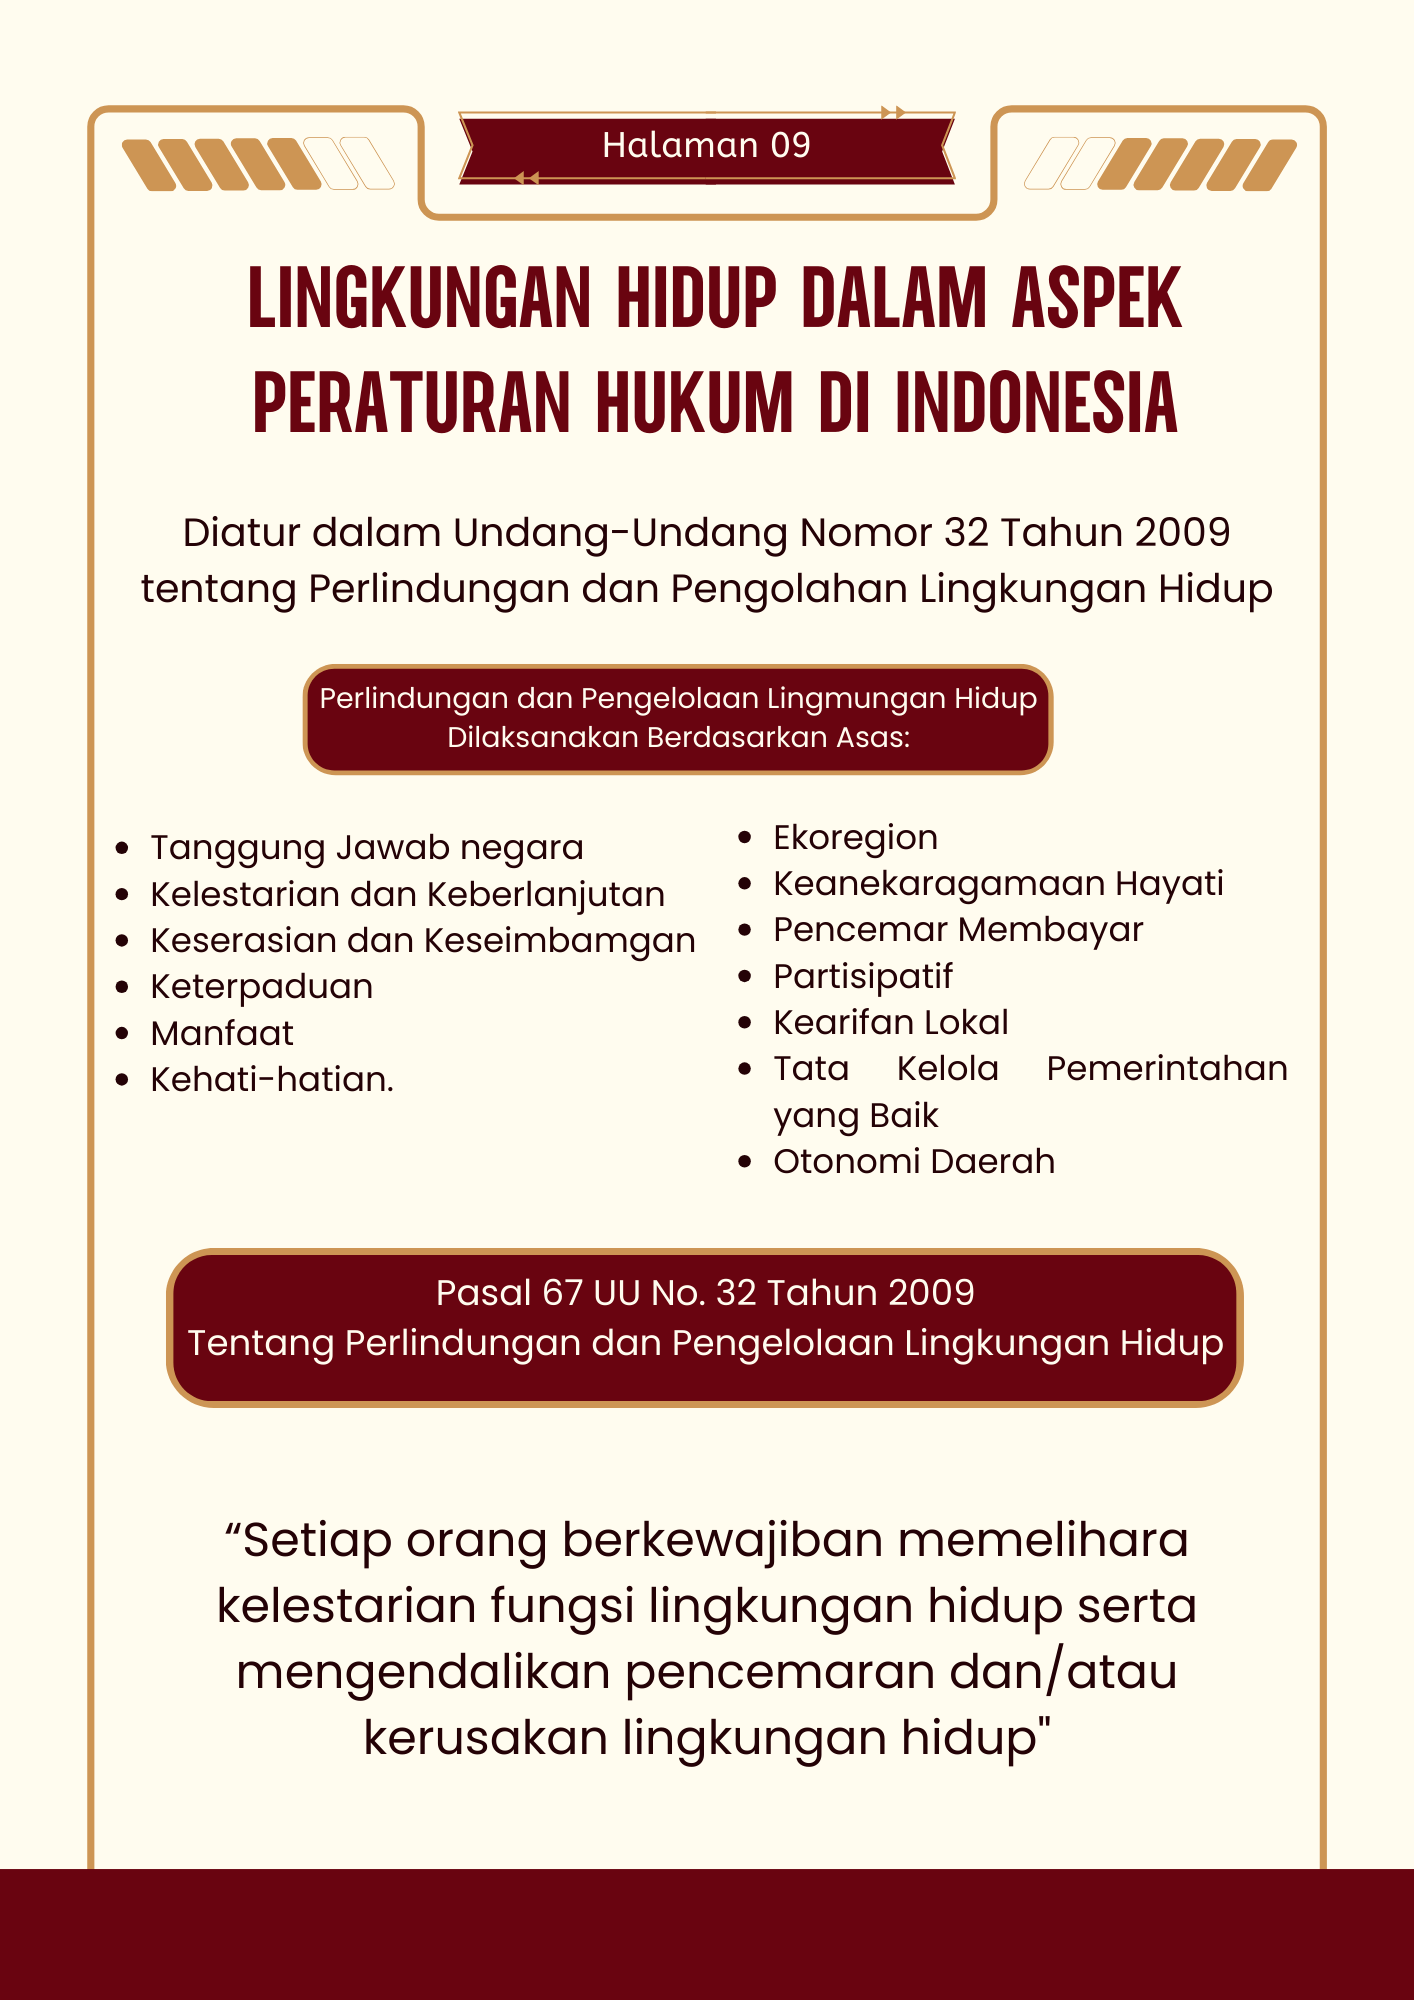 Halaman 09
LINGKUNGAN HIDUP DALAM ASPEK
PERATURAN HUKUM DI INDONESIA
Diatur dalam Undang-Undang Nomor 32 Tahun 2009
tentang Perlindungan dan Pengolahan Lingkungan Hidup
Perlindungan dan Pengelolaan Lingmungan Hidup
Dilaksanakan Berdasarkan Asas:
• Tanggung Jawab negara
• Kelestarian dan Keberlanjutan
• Keserasian dan Keseimbamgan
• Keterpaduan
• Manfaat
• Kehati-hatian.
• Ekoregion
• Keanekaragamaan Hayati
• Pencemar Membayar
• Partisipatif
• Kearifan Lokal
• Tata Kelola Pemerintahan
yang Baik
• Otonomi Daerah
Pasal 67 UU No. 32 Tahun 2009
Tentang Perlindungan dan Pengelolaan Lingkungan Hidup
“Setiap orang berkewajiban memelihara
kelestarian fungsi lingkungan hidup serta
mengendalikan pencemaran dan/atau
kerusakan lingkungan hidup"